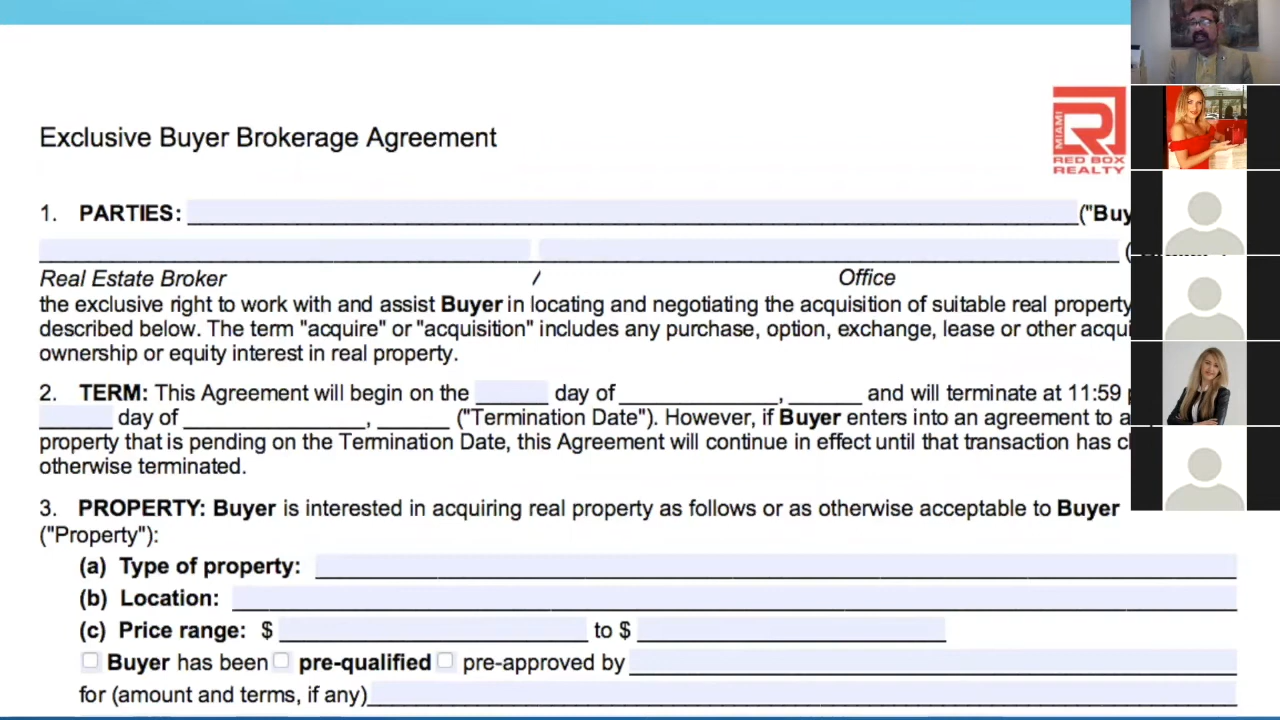 Exclusive Buyer Brokerage Agreement
MIAMI
RED BOX
REALTY
1. PARTIES: ("Buy
(
Real Estate Broker / Office
the exclusive right to work with and assist Buyer in locating and negotiating the acquisition of suitable real property
described below. The term "acquire" or "acquisition" includes any purchase, option, exchange, lease or other acqui
ownership or equity interest in real property.
2. TERM: This Agreement will begin on the ______ day of ______________, ______ and will terminate at 11:59 p
______ day of ______________, ______ ("Termination Date"). However, if Buyer enters into an agreement to a
property that is pending on the Termination Date, this Agreement will continue in effect until that transaction has cl
otherwise terminated.
3. PROPERTY: Buyer is interested in acquiring real property as follows or as otherwise acceptable to Buyer
("Property"):
(a) Type of property:
(b) Location:
(c) Price range: $ to $
Buyer has been pre-qualified pre-approved by
for (amount and terms, if any)